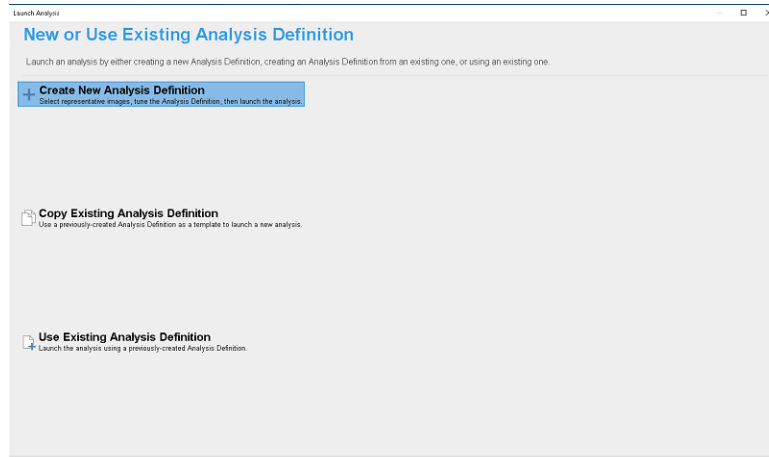 Launch Analysis
New or Use Existing Analysis Definition
Launch an analysis by either creating a new Analysis Definition, creating an Analysis Definition from an existing one, or using an existing one.
Create New Analysis Definition
Select representative images, tune the Analysis Definition, then launch the analysis.
Copy Existing Analysis Definition
Use a previously-created Analysis Definition as a template to launch a new analysis.
Use Existing Analysis Definition
Launch the analysis using a previously-created Analysis Definition.